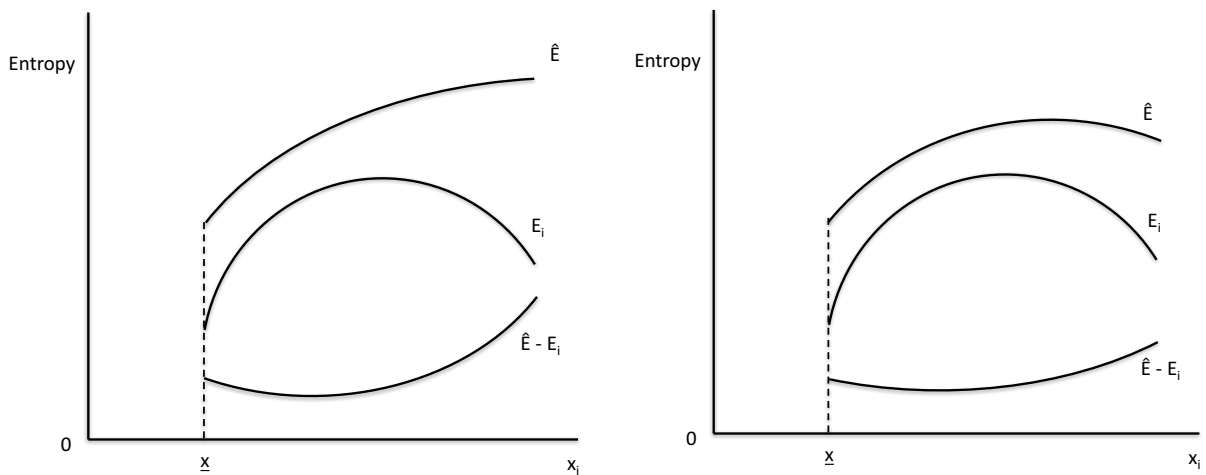 Entropy
Ê
E_i
Ê - E_i
0
x̲
x_i
Entropy
Ê
E_i
Ê - E_i
0
x̲
x_i